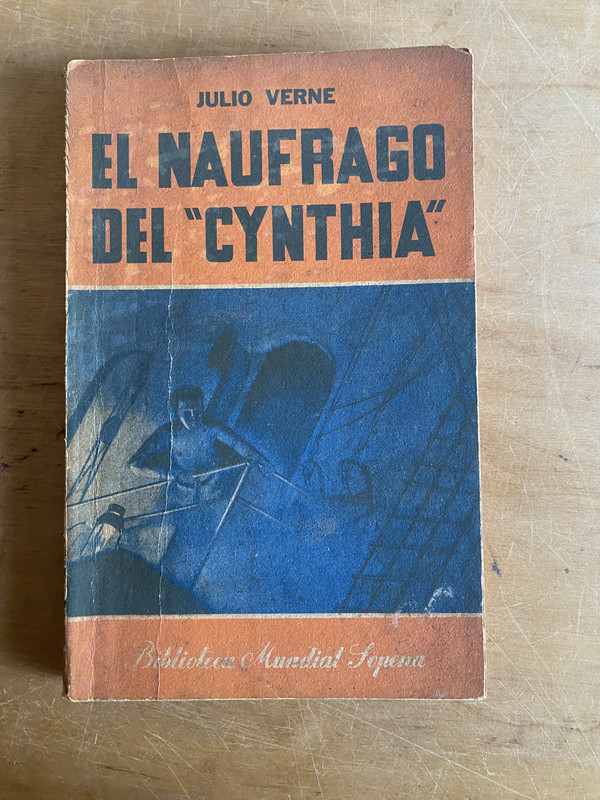 JULIO VERNE
EL NAUFRAGO
DEL "CYNTHIA"
Biblioteca Mundial Sopena